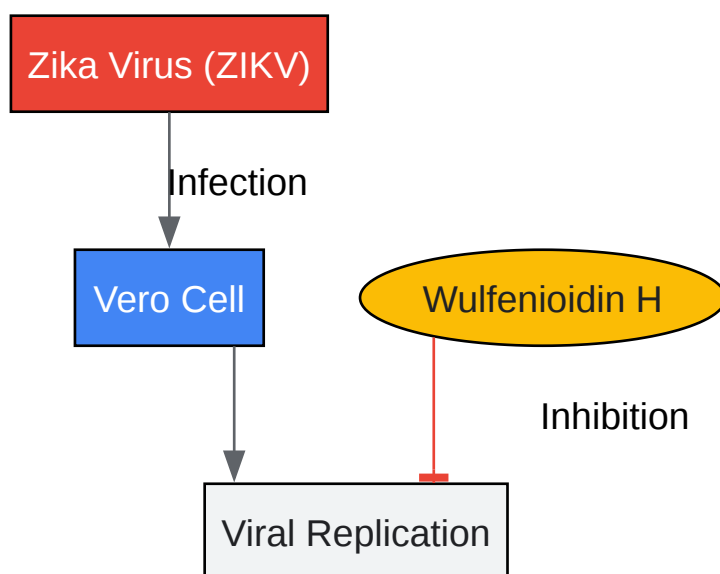 Zika Virus (ZIKV)
Infection
Vero Cell
Wulfenioidin H
Inhibition
Viral Replication